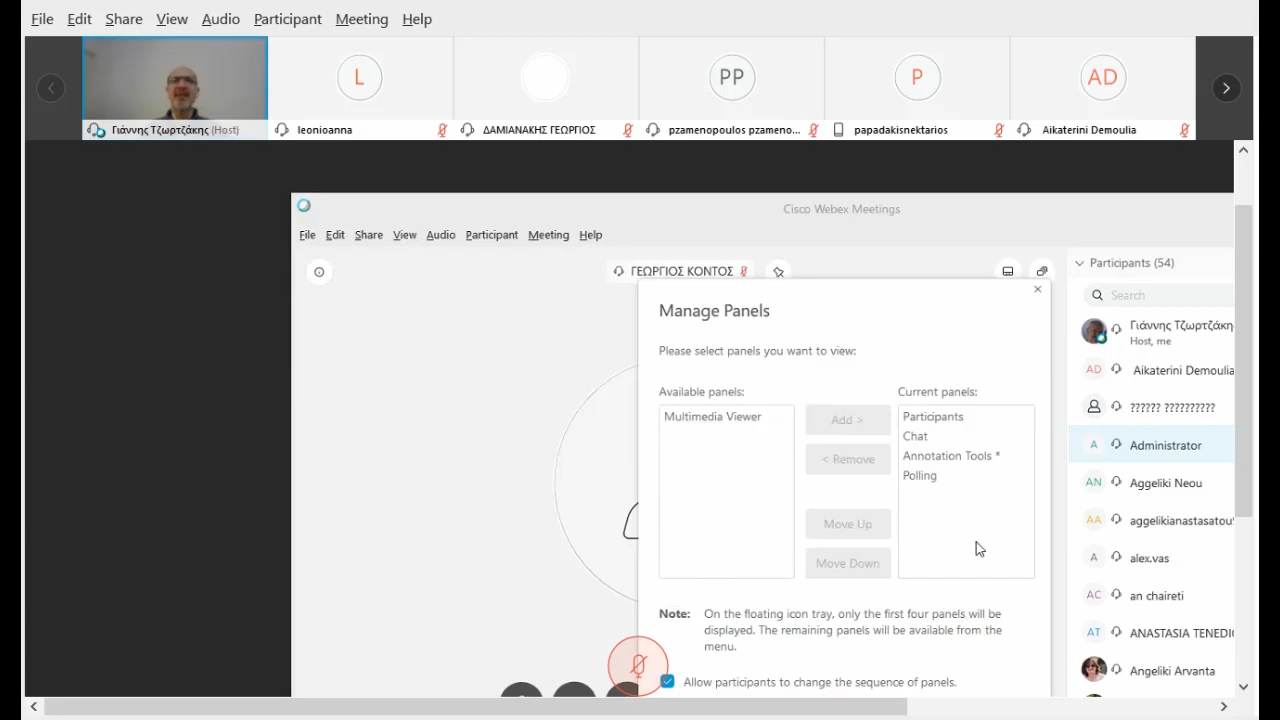 File Edit Share View Audio Participant Meeting Help
L PP P AD
Γιάννης Τζωρτζάκης (Host) leonioanna ΔΑΜΙΑΝΑΚΗΣ ΓΕΩΡΓΙΟΣ pzamenopoulos pzameno... papadakisnektarios Aikaterini Demoulia
Cisco Webex Meetings
File Edit Share View Audio Participant Meeting Help
ΓΕΩΡΓΙΟΣ ΚΟΝΤΟΣ
Manage Panels
Please select panels you want to view:
Available panels:
Multimedia Viewer
Add >
< Remove
Move Up
Move Down
Current panels:
Participants
Chat
Annotation Tools *
Polling
Note: On the floating icon tray, only the first four panels will be
displayed. The remaining panels will be available from the
menu.
Allow participants to change the sequence of panels.
Participants (54)
Search
Γιάννης Τζωρτζάκη
Host, me
AD Aikaterini Demoulia
?????? ??????????
A Administrator
AN Aggeliki Neou
AA aggelikianastasatou
A alex.vas
AC an chaireti
AT ANASTASIA TENEDI
Angeliki Arvanta